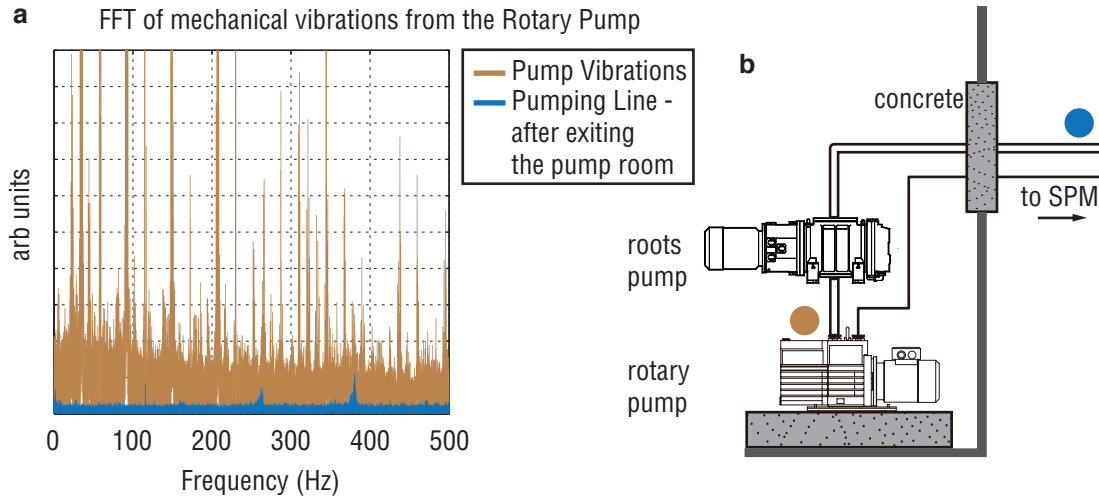 a
FFT of mechanical vibrations from the Rotary Pump
Pump Vibrations
Pumping Line -
after exiting
the pump room
arb units
0
100
200
300
400
500
Frequency (Hz)
b
concrete
to SPM
roots
pump
rotary
pump